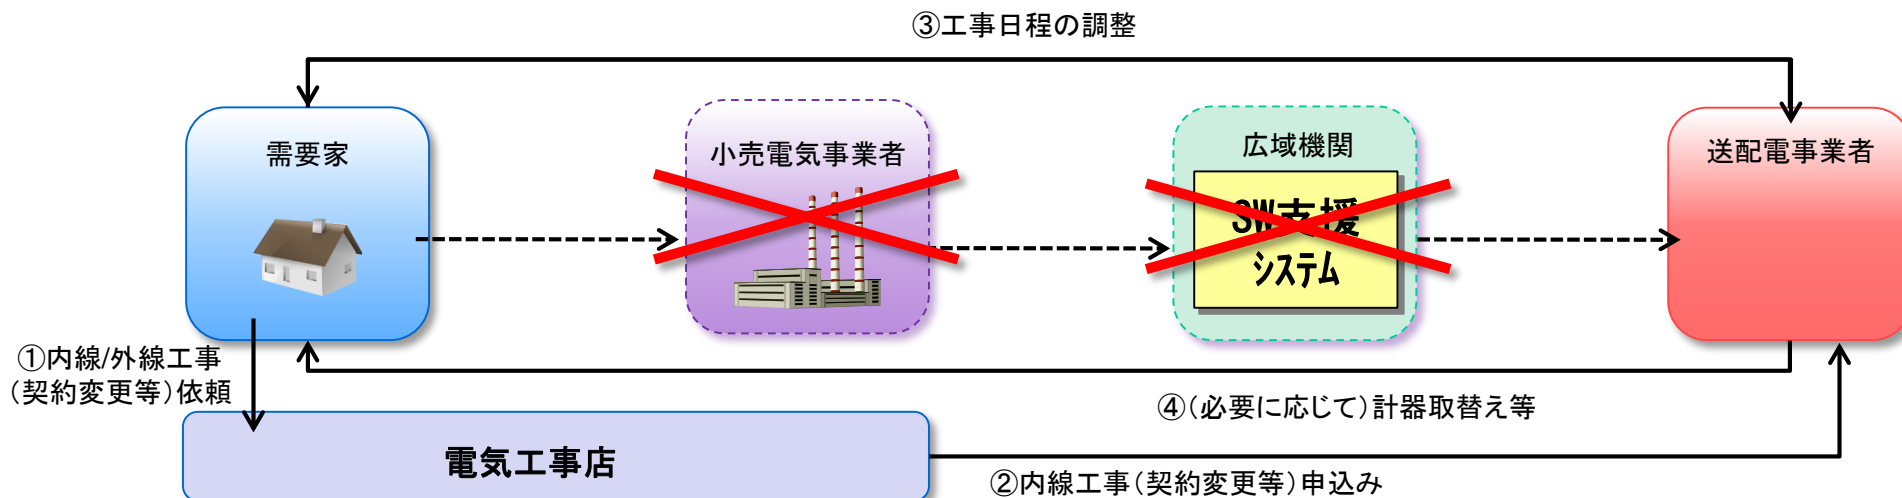 ③工事日程の調整
需要家
小売電気事業者
広域機関
送配電事業者
SW支援
システム
①内線/外線工事
(契約変更等)依頼
④(必要に応じて)計器取替え等
電気工事店
②内線工事(契約変更等)申込み